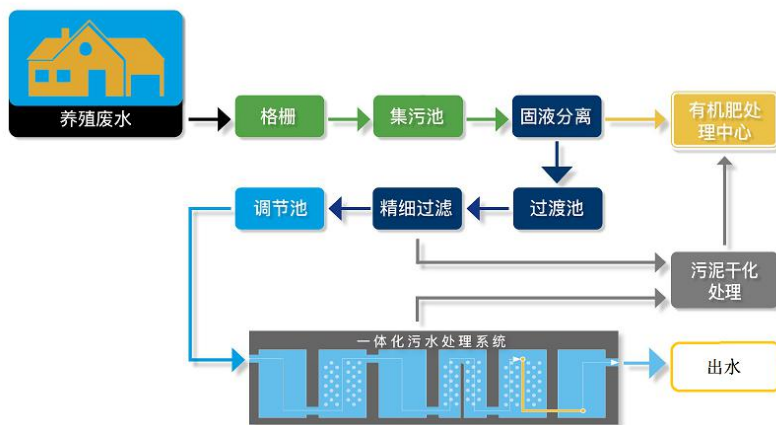 养殖废水
格栅
集污池
固液分离
有机肥处
理中心
调节池
精细过滤
过渡池
污泥干化
处理
一体化污水处理系统
出水